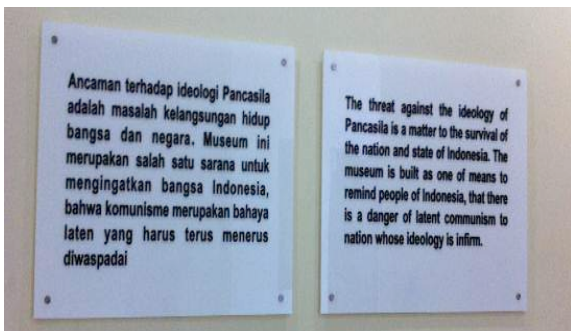 Ancaman terhadap ideologi Pancasila
adalah masalah kelangsungan hidup
bangsa dan negara. Museum ini
merupakan salah satu sarana untuk
mengingatkan bangsa Indonesia,
bahwa komunisme merupakan bahaya
laten yang harus terus menerus
diwaspadai
The threat against the ideology of
Pancasila is a matter to the survival of
the nation and state of Indonesia. The
museum is built as one of means to
remind people of Indonesia, that there
is a danger of latent communism to
nation whose ideology is infirm.